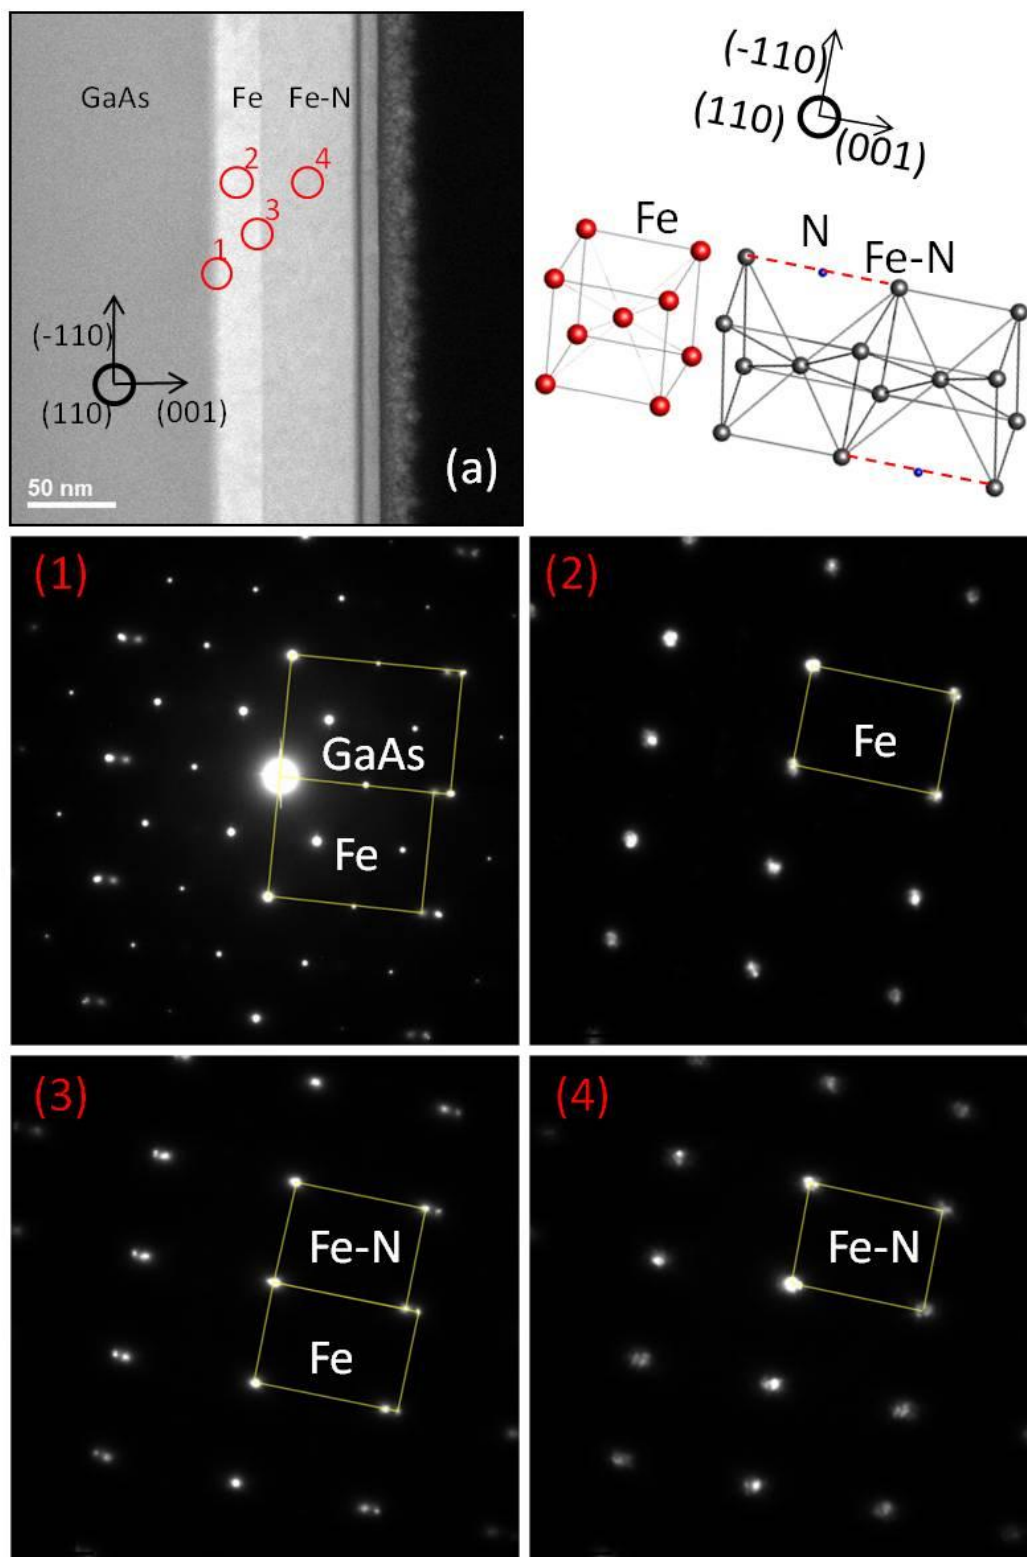 GaAs
Fe
Fe-N
2
4
3
1
(-110)
(110)
(001)
50 nm
(a)
(-110)
(110)
(001)
Fe
N
Fe-N
(1)
GaAs
Fe
(2)
Fe
(3)
Fe-N
Fe
(4)
Fe-N